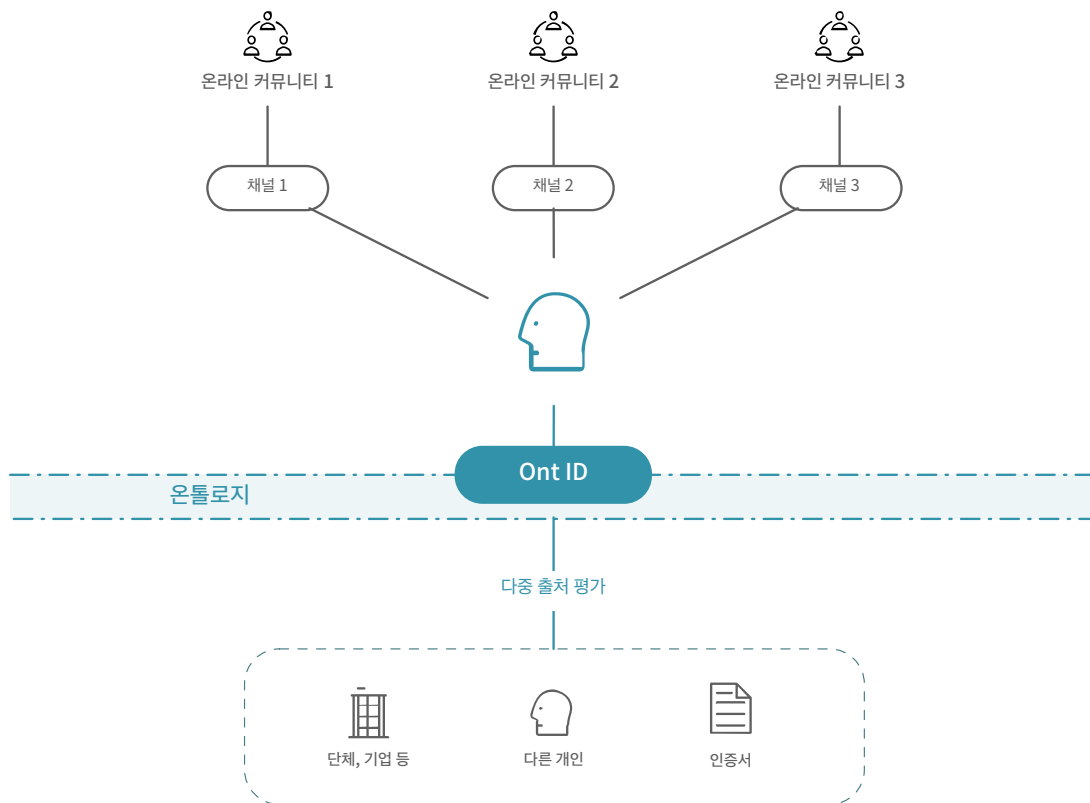 온라인 커뮤니티 1
온라인 커뮤니티 2
온라인 커뮤니티 3
채널 1
채널 2
채널 3
Ont ID
온톨로지
다중 출처 평가
단체, 기업 등
다른 개인
인증서